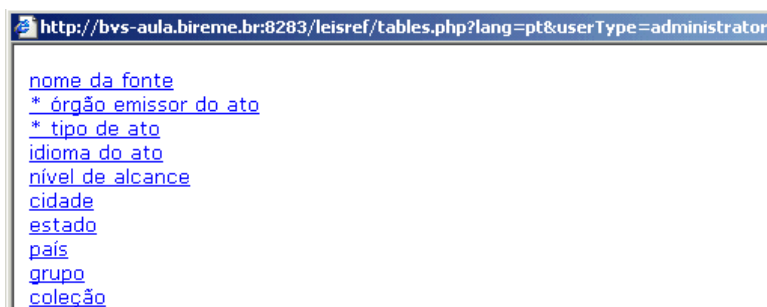 http://bvs-aula.bireme.br:8283/leisref/tables.php?lang=pt&userType=administrator
nome da fonte
* órgão emissor do ato
* tipo de ato
idioma do ato
nível de alcance
cidade
estado
país
grupo
coleção